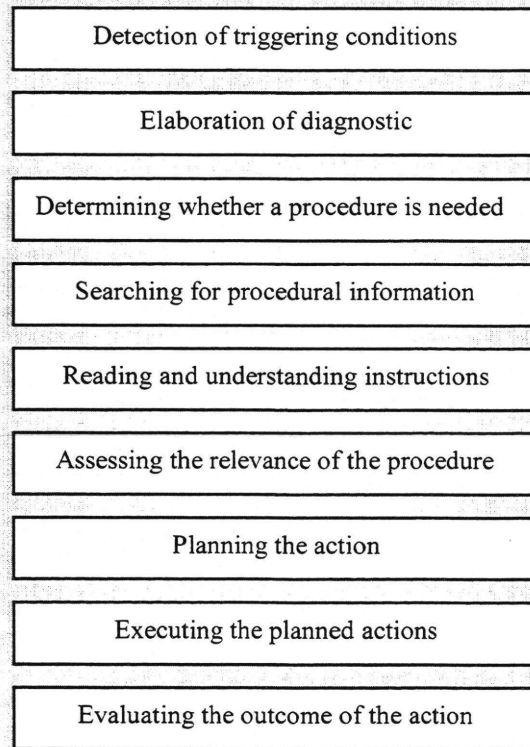 Detection of triggering conditions
Elaboration of diagnostic
Determining whether a procedure is needed
Searching for procedural information
Reading and understanding instructions
Assessing the relevance of the procedure
Planning the action
Executing the planned actions
Evaluating the outcome of the action